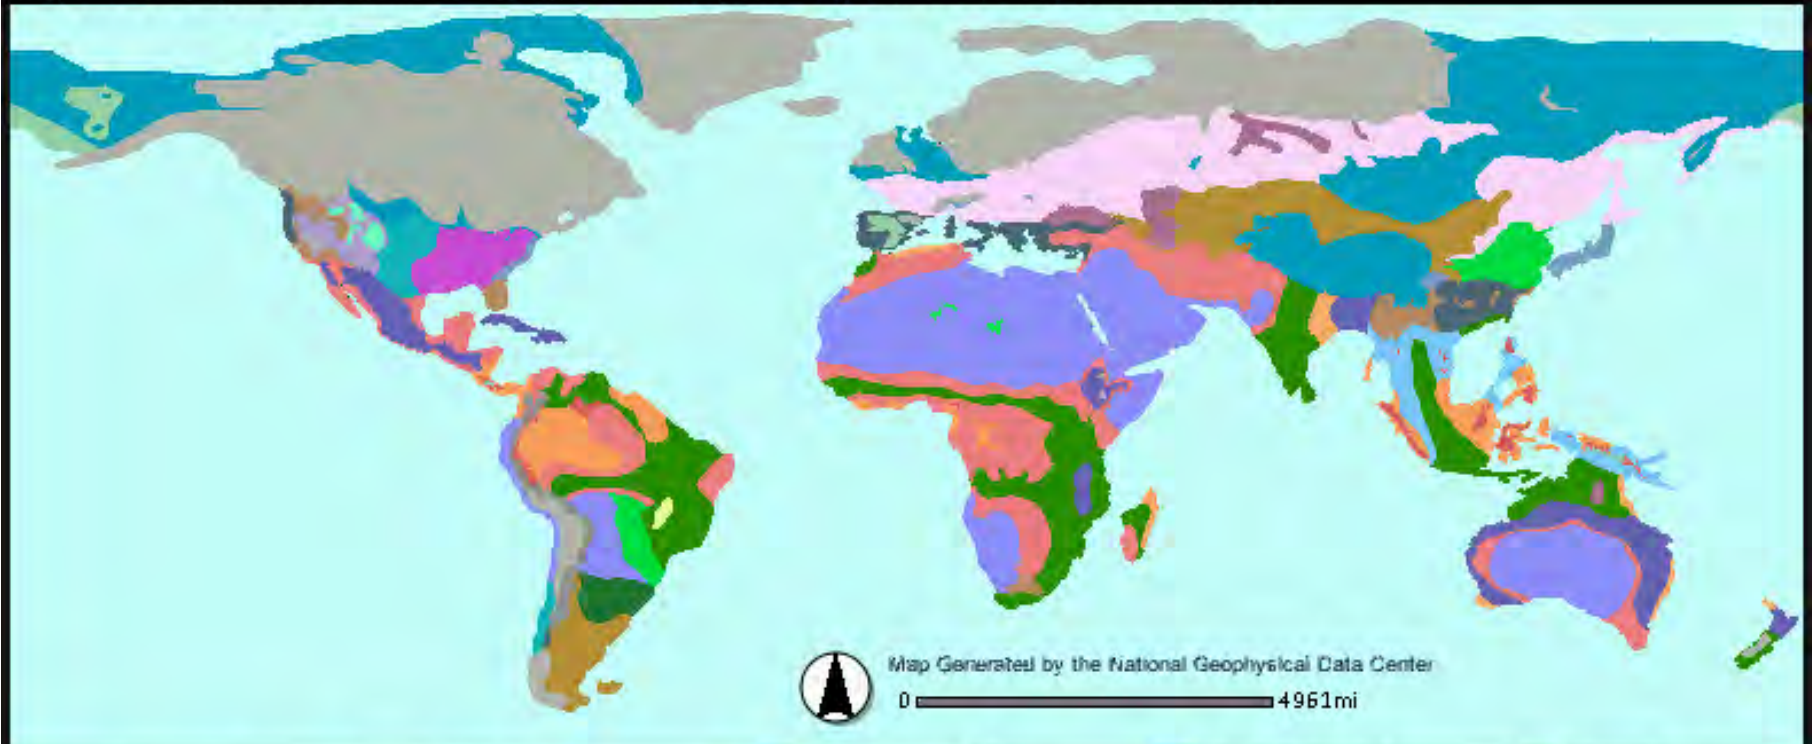 Map Generated by the National Geophysical Data Center
0 4961mi